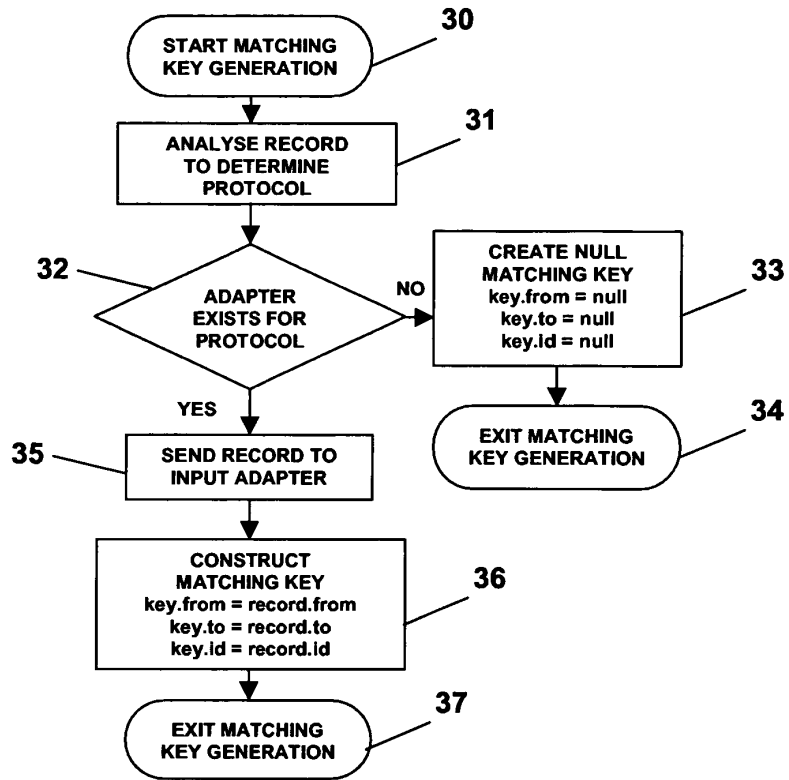 START MATCHING
KEY GENERATION
30
ANALYSE RECORD
TO DETERMINE
PROTOCOL
31
32
ADAPTER
EXISTS FOR
PROTOCOL
NO
CREATE NULL
MATCHING KEY
key.from = null
key.to = null
key.id = null
33
EXIT MATCHING
KEY GENERATION
34
YES
35
SEND RECORD TO
INPUT ADAPTER
CONSTRUCT
MATCHING KEY
key.from = record.from
key.to = record.to
key.id = record.id
36
EXIT MATCHING
KEY GENERATION
37